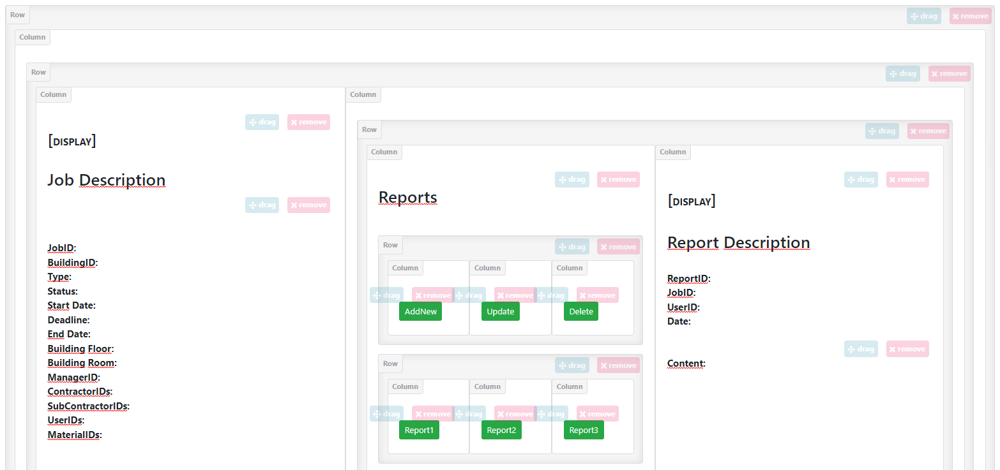 Row
drag remove
Column
Row
drag remove
Column
drag remove
[DISPLAY]
Job Description
drag remove
JobID:
BuildingID:
Type:
Status:
Start Date:
Deadline:
End Date:
Building Floor:
Building Room:
ManagerID:
ContractorIDs:
SubContractorIDs:
UserIDs:
MaterialIDs:
Column
Row
drag remove
Column
drag remove
Reports
Row
drag remove
Column
drag remove
AddNew
Column
drag remove
Update
Column
drag remove
Delete
Row
drag remove
Column
drag remove
Report1
Column
drag remove
Report2
Column
drag remove
Report3
Column
drag remove
[DISPLAY]
Report Description
ReportID:
JobID:
UserID:
Date:
drag remove
Content: